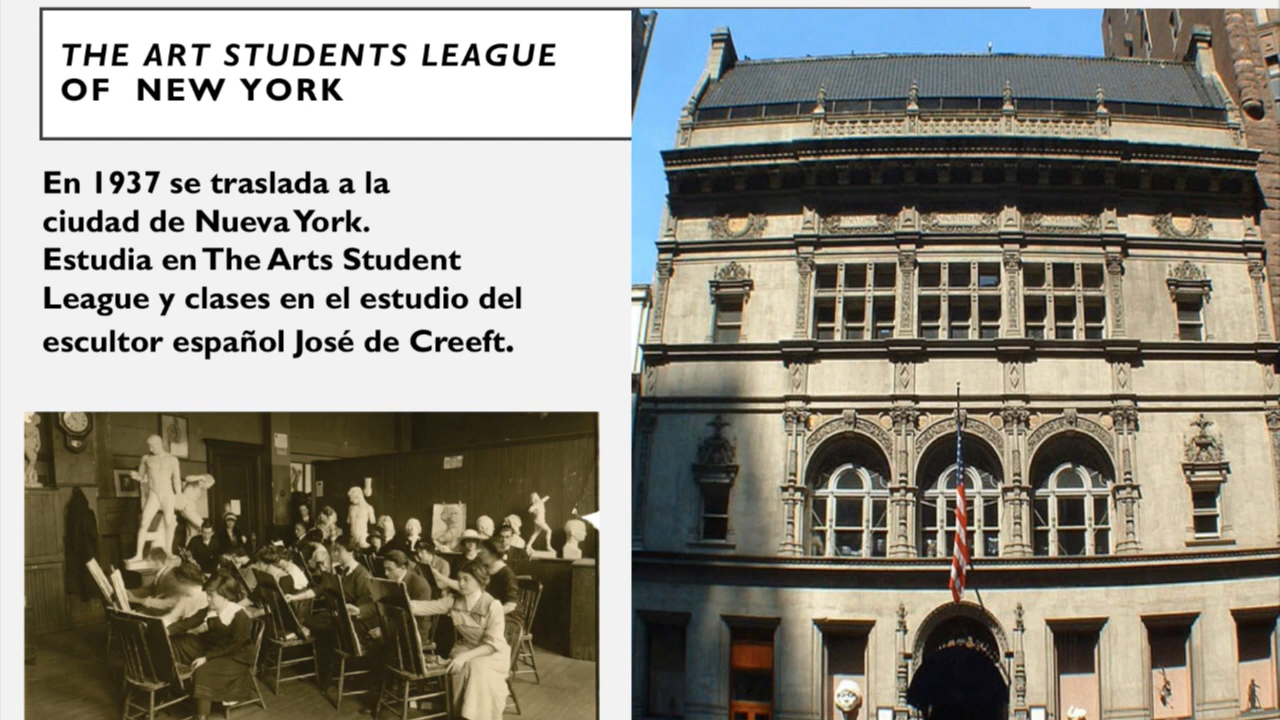 THE ART STUDENTS LEAGUE
OF NEW YORK
En 1937 se traslada a la
ciudad de Nueva York.
Estudia en The Arts Student
League y clases en el estudio del
escultor español José de Creeft.